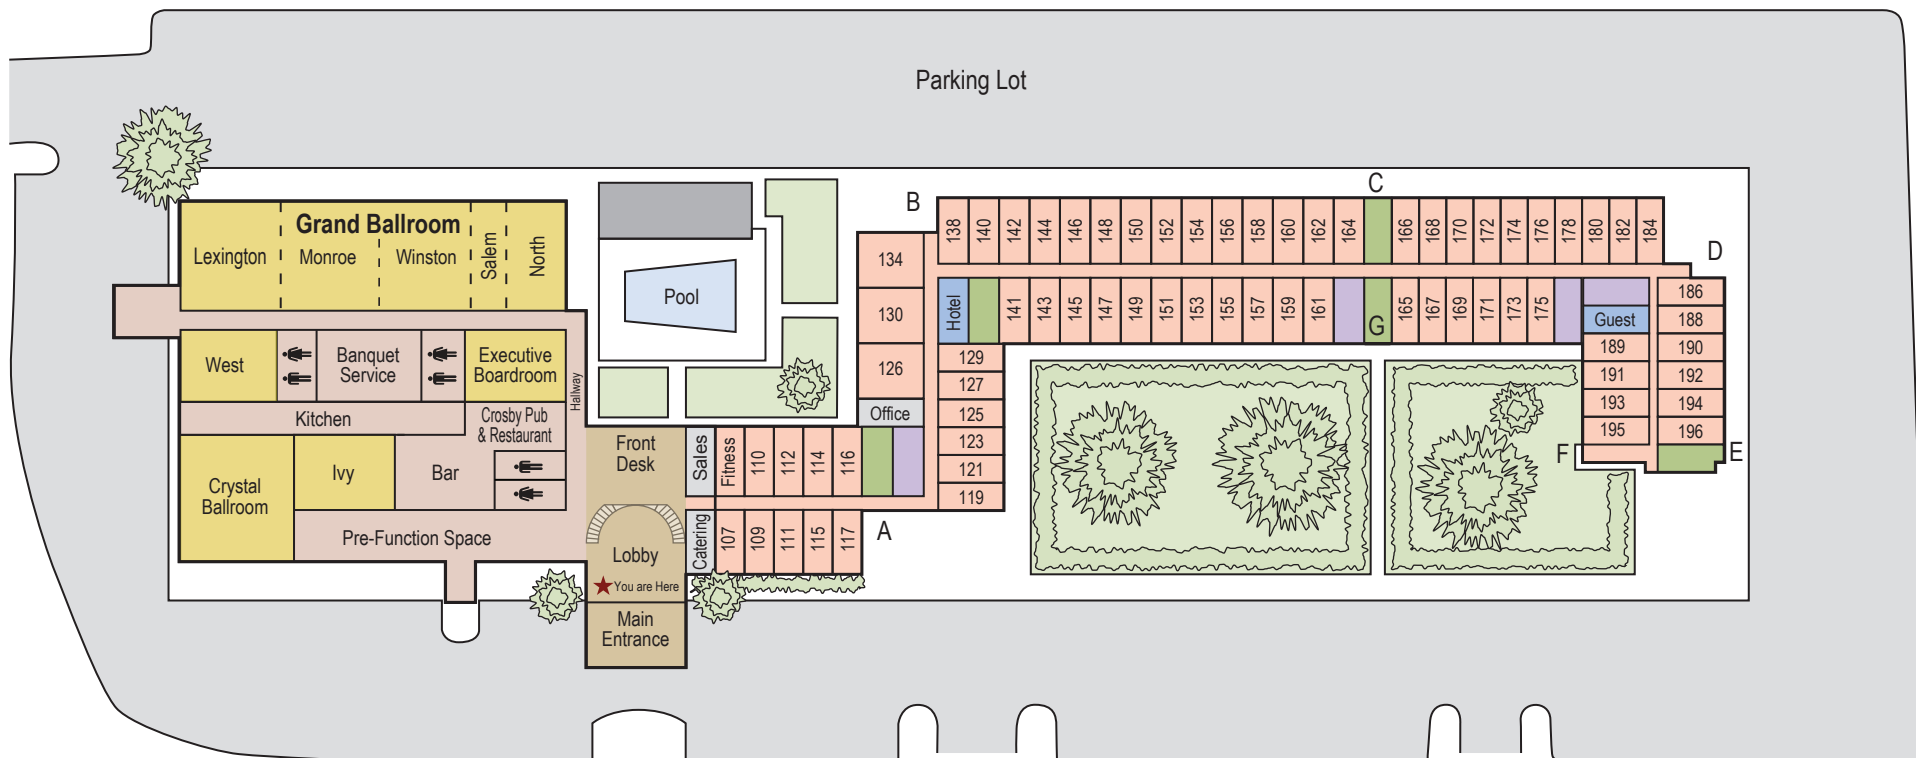 Parking Lot
C
B
138
140
142
144
146
148
150
152
154
156
158
160
162
164
166
168
170
172
174
176
178
180
182
184
D
Grand Ballroom
Lexington
Monroe
Winston
Salem
North
134
Pool
130
Hotel
141
143
145
147
149
151
153
155
157
159
161
G
165
167
169
171
173
175
186
Guest
188
189
190
191
192
193
194
195
196
F
E
West
Banquet
Service
Executive
Boardroom
Hallway
126
129
127
125
123
121
119
Office
Kitchen
Crosby Pub
& Restaurant
Front
Desk
Sales
Fitness
110
112
114
116
Crystal
Ballroom
Ivy
Bar
Pre-Function Space
Lobby
You are Here
Catering
107
109
111
115
117
A
Main
Entrance